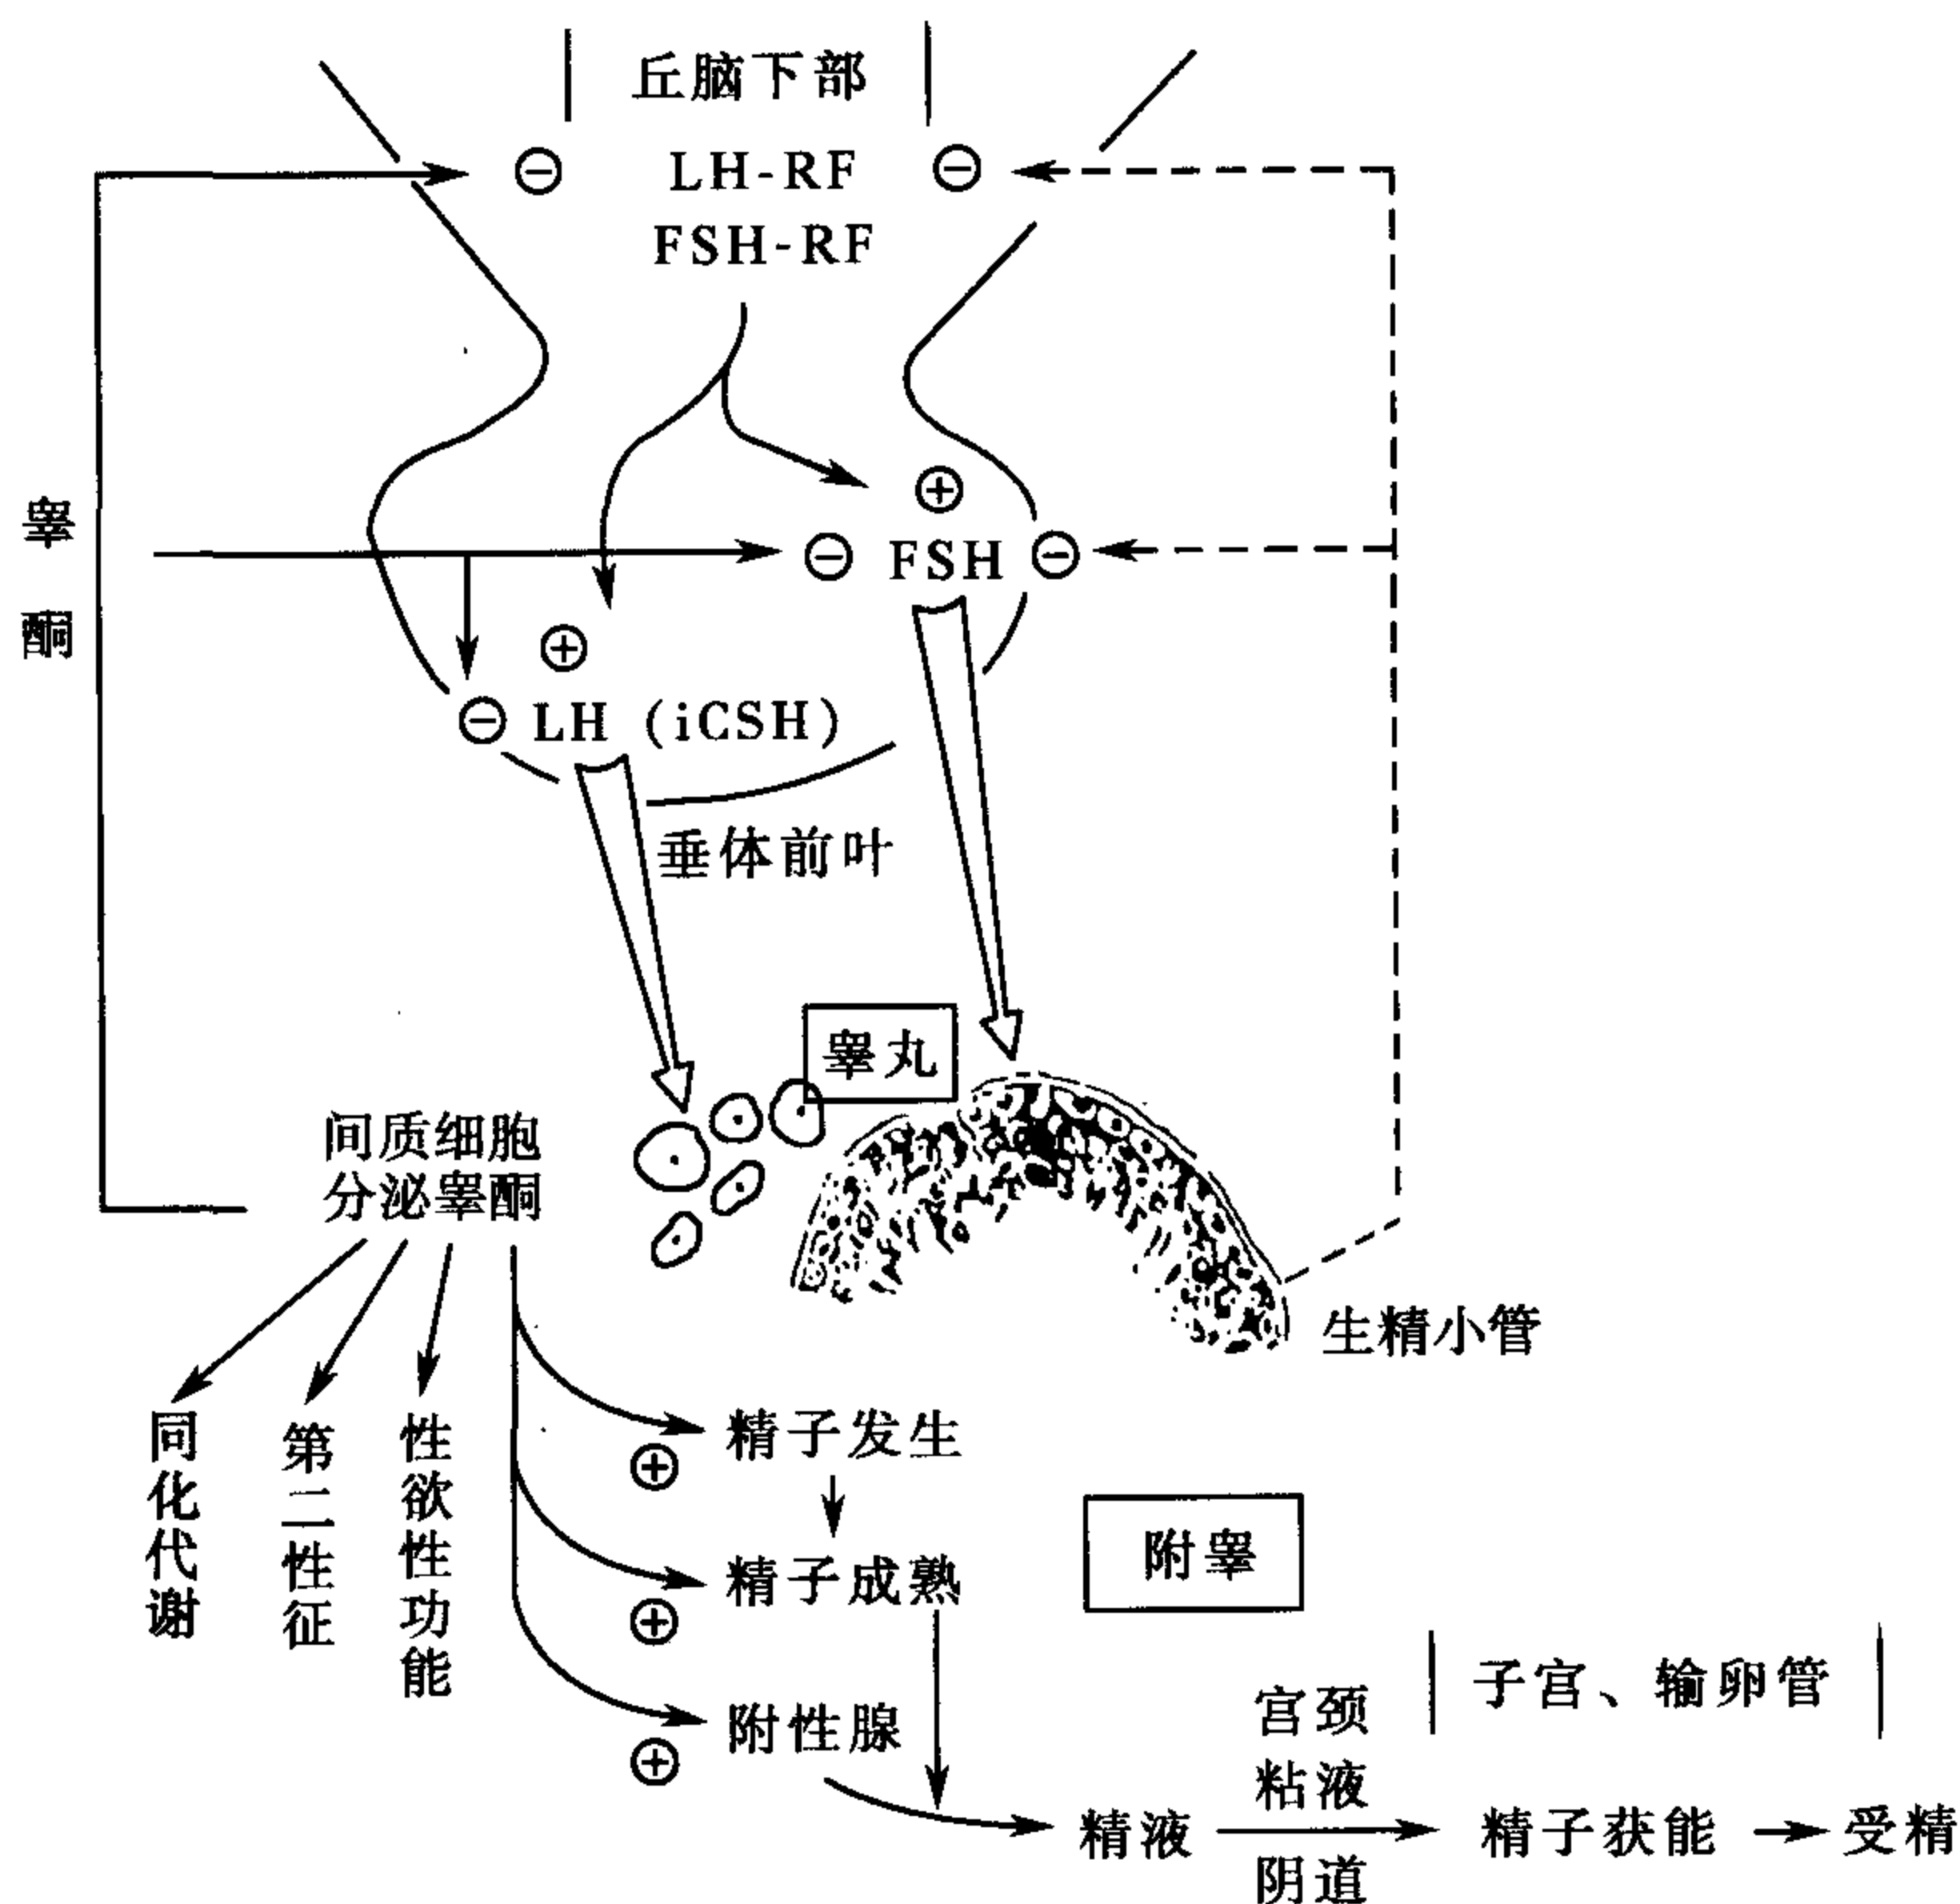 丘脑下部
LH-RF
FSH-RF
睾酮
FSH
LH (iCSH)
垂体前叶
睾丸
间质细胞
分泌睾酮
生精小管
同化代谢
第二性征
性欲性功能
精子发生
精子成熟
附睾
附性腺
子宫、输卵管
宫颈
粘液
精液
精子获能
受精
阴道